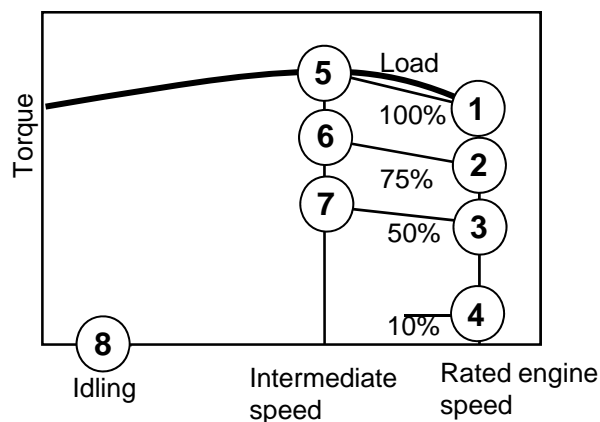 Torque
5
Load
1
100%
6
2
75%
7
3
50%
4
10%
8
Idling
Intermediate
speed
Rated engine
speed